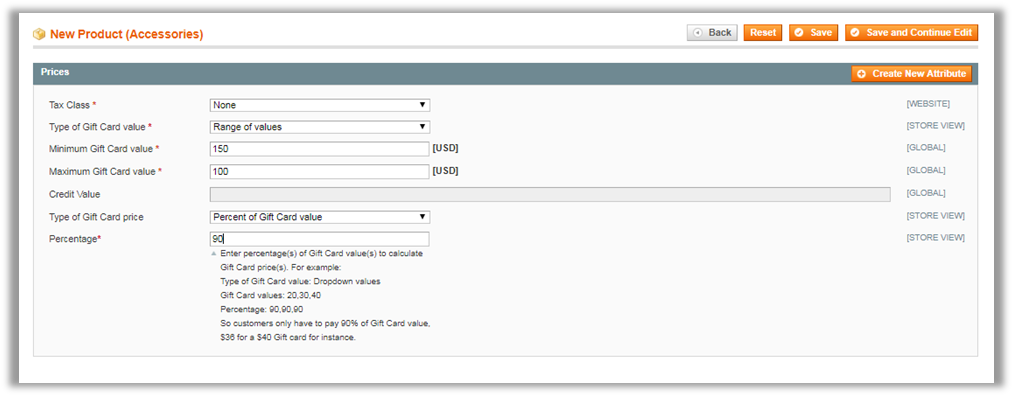 New Product (Accessories)
Back Reset Save Save and Continue Edit
Prices
Create New Attribute
Tax Class * None [WEBSITE]
Type of Gift Card value * Range of values [STORE VIEW]
Minimum Gift Card value * 150 [USD] [GLOBAL]
Maximum Gift Card value * 100 [USD] [GLOBAL]
Credit Value [GLOBAL]
Type of Gift Card price Percent of Gift Card value [STORE VIEW]
Percentage* 90 [STORE VIEW]
Enter percentage(s) of Gift Card value(s) to calculate
Gift Card price(s). For example:
Type of Gift Card value: Dropdown values
Gift Card values: 20,30,40
Percentage: 90,90,90
So customers only have to pay 90% of Gift Card value,
$36 for a $40 Gift card for instance.